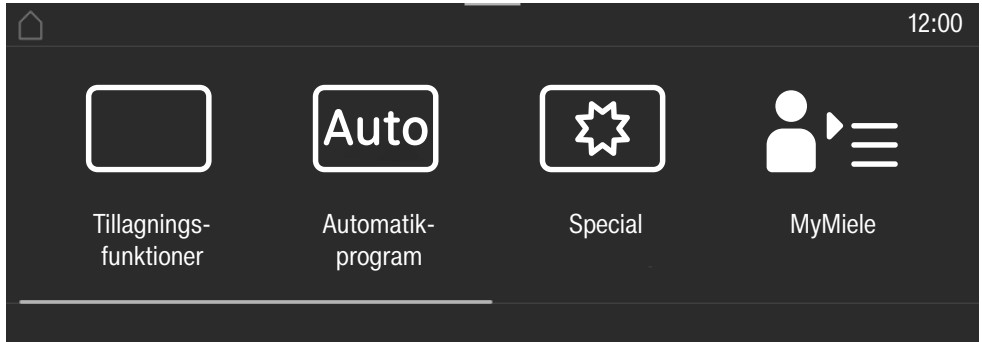 12:00
Auto
Tillagnings-
funktioner
Automatik-
program
Special
MyMiele